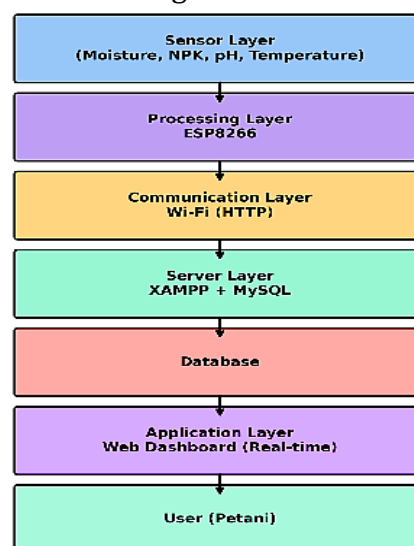 Sensor Layer
(Moisture, NPK, pH, Temperature)
Processing Layer
ESP8266
Communication Layer
Wi-Fi (HTTP)
Server Layer
XAMPP + MySQL
Database
Application Layer
Web Dashboard (Real-time)
User (Petani)